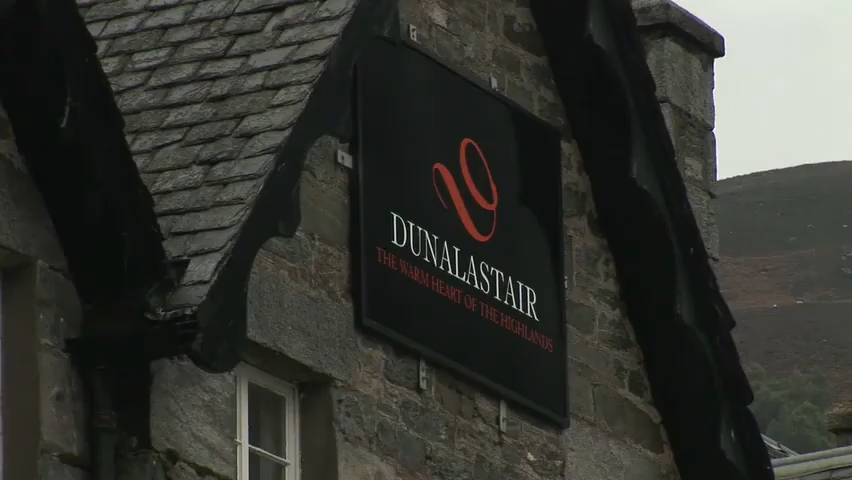 DUNALASTAIR
THE WARM HEART OF THE HIGHLANDS